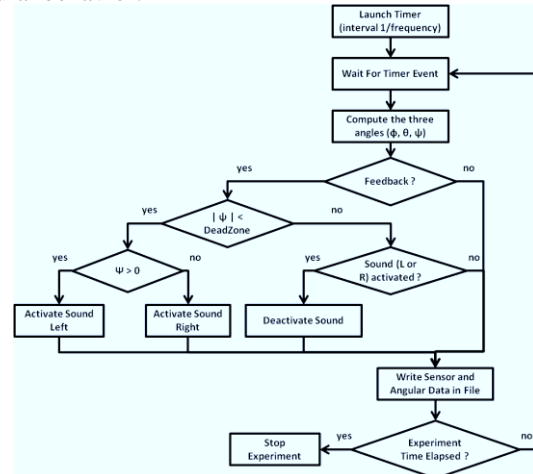 Launch Timer
(interval 1/frequency)
Wait For Timer Event
Compute the three
angles (ϕ, θ, ψ)
yes
Feedback ?
no
yes
| ψ | <
DeadZone
no
yes
Ψ > 0
no
yes
Sound (L or
R) activated ?
no
Activate Sound
Left
Activate Sound
Right
Deactivate Sound
Write Sensor and
Angular Data in File
Stop
Experiment
yes
Experiment
Time Elapsed ?
no